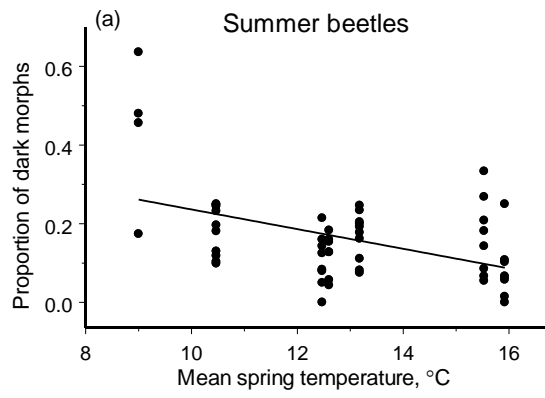 (a)
Summer beetles
Proportion of dark morphs
0.6
0.4
0.2
0.0
8
10
12
14
16
Mean spring temperature, °C